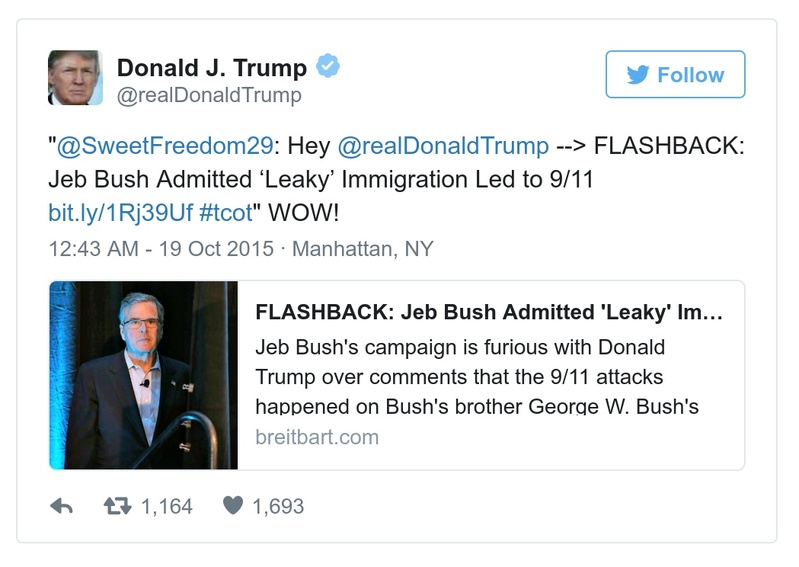 Donald J. Trump
@realDonaldTrump
Follow
"@SweetFreedom29: Hey @realDonaldTrump --> FLASHBACK:
Jeb Bush Admitted ‘Leaky’ Immigration Led to 9/11
bit.ly/1Rj39Uf #tcot" WOW!
12:43 AM - 19 Oct 2015 · Manhattan, NY
FLASHBACK: Jeb Bush Admitted 'Leaky' Im…
Jeb Bush's campaign is furious with Donald
Trump over comments that the 9/11 attacks
happened on Bush's brother George W. Bush's
breitbart.com
1,164 1,693